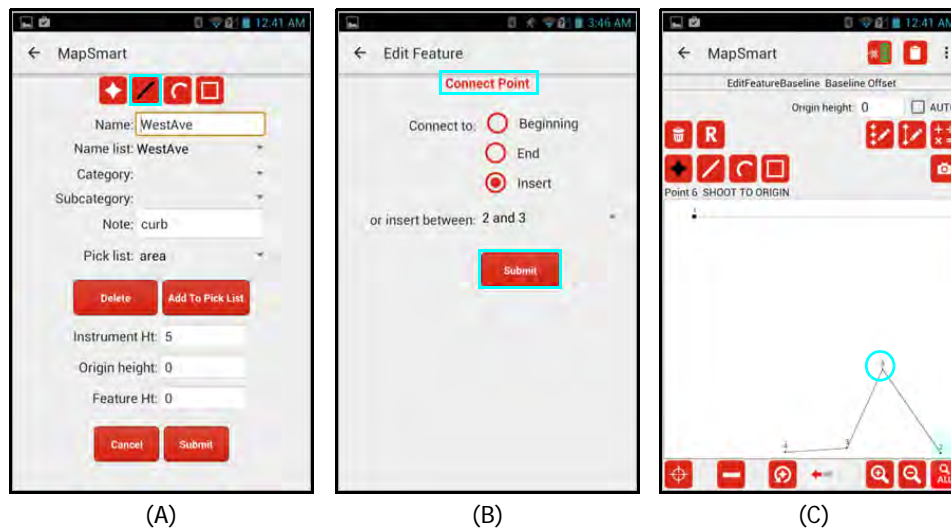 12:41 AM
MapSmart
Name: WestAve
Name list: WestAve
Category:
Subcategory:
Note: curb
Pick list: area
Delete Add To Pick List
Instrument Ht: 5
Origin height: 0
Feature Ht: 0
Cancel Submit
(A)
3:46 AM
Edit Feature
Connect Point
Connect to: Beginning
End
Insert
or insert between: 2 and 3
Submit
(B)
12:41 AM
MapSmart
EditFeatureBaseline Baseline Offset
Origin height: 0 AUTO
R
Point 6 SHOOT TO ORIGIN
1
4 3 2
ALL
(C)